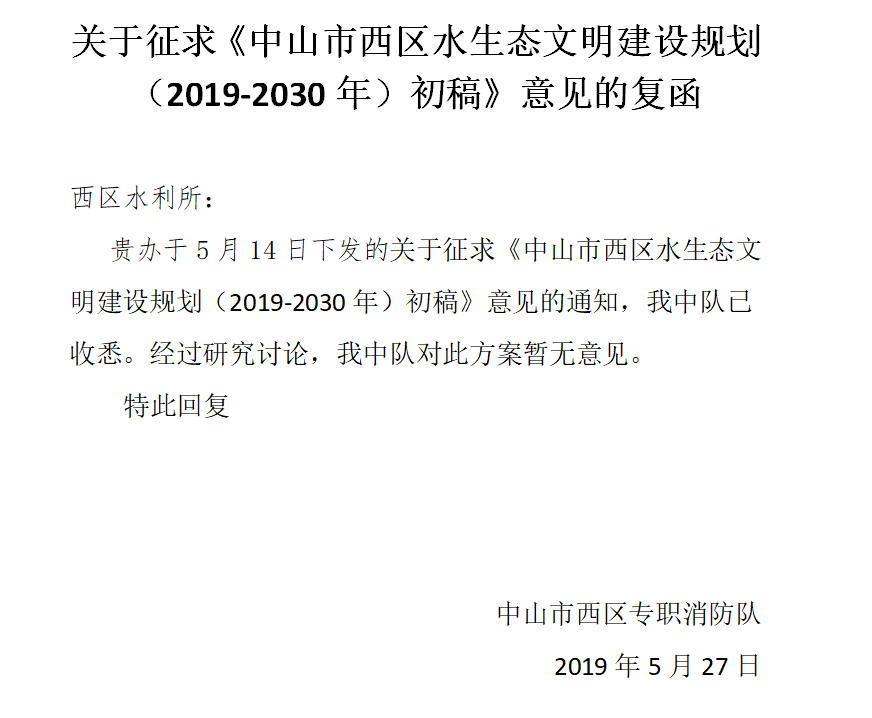 关于征求《中山市西区水生态文明建设规划
（2019-2030 年）初稿》意见的复函
西区水利所：
贵办于 5 月 14 日下发的关于征求《中山市西区水生态文
明建设规划（2019-2030 年）初稿》意见的通知，我中队已
收悉。经过研究讨论，我中队对此方案暂无意见。
特此回复
中山市西区专职消防队
2019 年 5 月 27 日